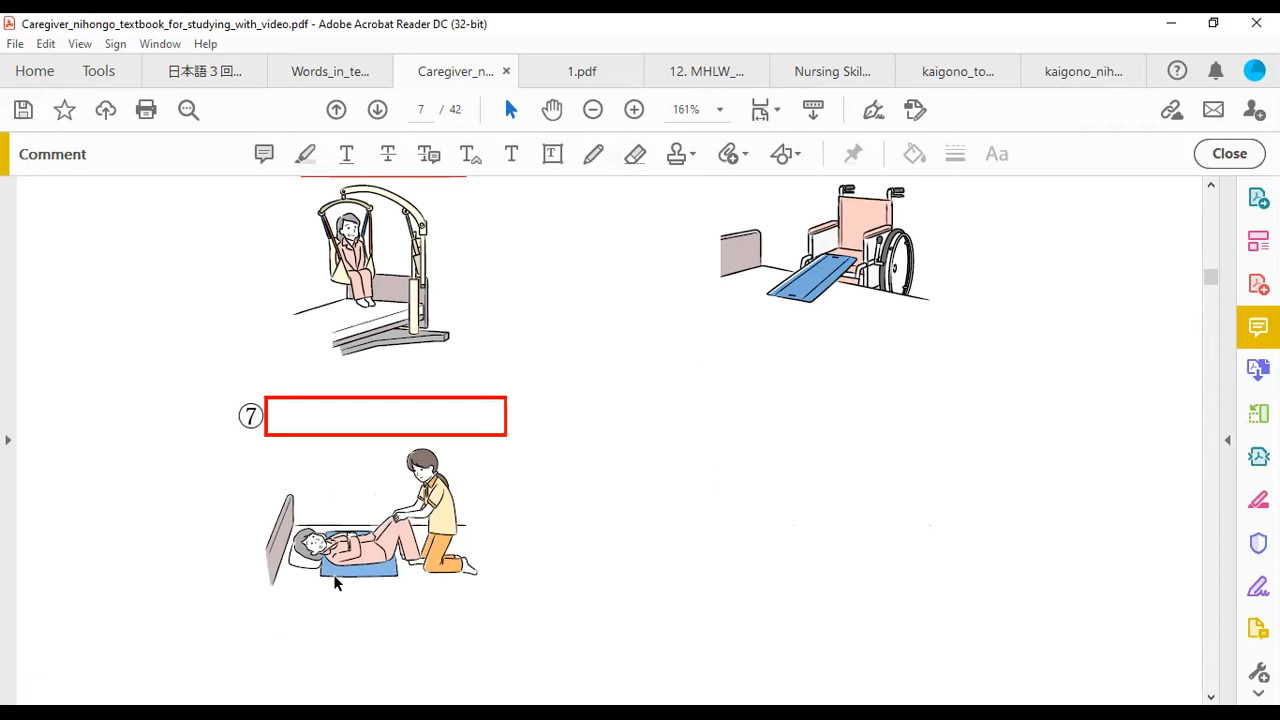 Caregiver_nihongo_textbook_for_studying_with_video.pdf - Adobe Acrobat Reader DC (32-bit)
File Edit View Sign Window Help
Home Tools 日本語３回... Words_in_te... Caregiver_n... 1.pdf 12. MHLW_... Nursing Skil... kaigono_to... kaigono_nih...
7 / 42 161%
Comment Close
⑦